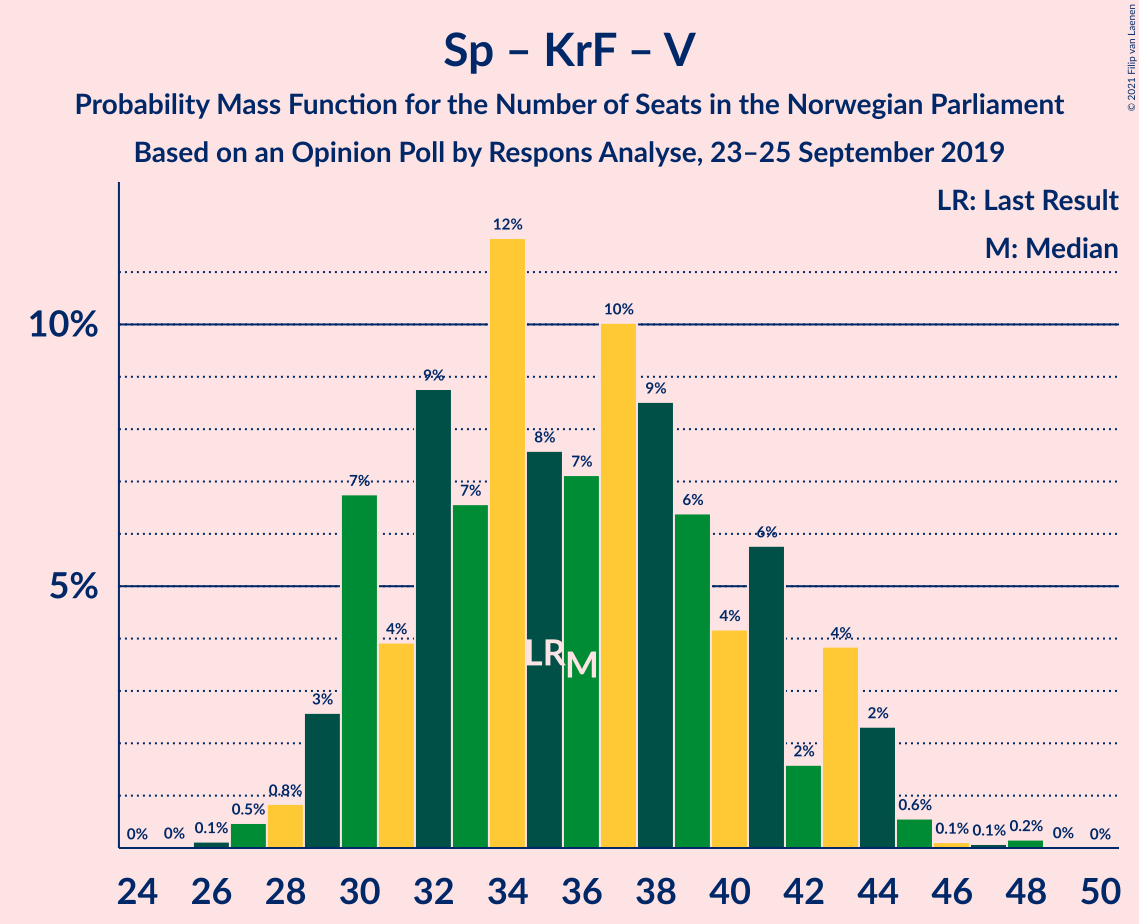 Sp – KrF – V
Probability Mass Function for the Number of Seats in the Norwegian Parliament
Based on an Opinion Poll by Respons Analyse, 23–25 September 2019
© 2021 Filip van Laenen
LR: Last Result
M: Median
10%
5%
0% 0% 0.1% 0.5% 0.8% 3% 7% 4% 9% 7% 12% 8% 7% 10% 9% 6% 4% 6% 2% 4% 2% 0.6% 0.1% 0.1% 0.2% 0% 0%
LR M
24 26 28 30 32 34 36 38 40 42 44 46 48 50